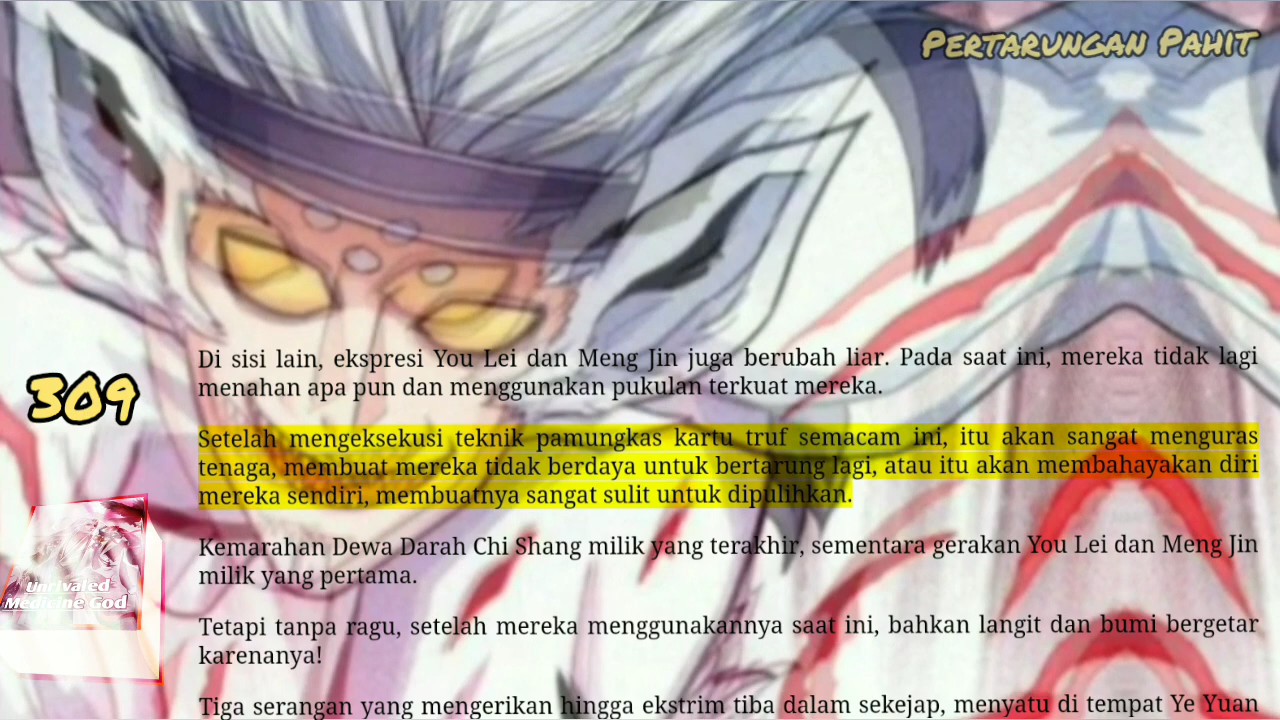 Pertarungan Pahit
Di sisi lain, ekspresi You Lei dan Meng Jin juga berubah liar. Pada saat ini, mereka tidak lagi
menahan apa pun dan menggunakan pukulan terkuat mereka.
309
Setelah mengeksekusi teknik pamungkas kartu truf semacam ini, itu akan sangat menguras
tenaga, membuat mereka tidak berdaya untuk bertarung lagi, atau itu akan membahayakan diri
mereka sendiri, membuatnya sangat sulit untuk dipulihkan.
Kemarahan Dewa Darah Chi Shang milik yang terakhir, sementara gerakan You Lei dan Meng Jin
milik yang pertama.
Unrivaled
Medicine God
Tetapi tanpa ragu, setelah mereka menggunakannya saat ini, bahkan langit dan bumi bergetar
karenanya!
Tiga serangan yang mengerikan hingga ekstrim tiba dalam sekejap, menyatu di tempat Ye Yuan